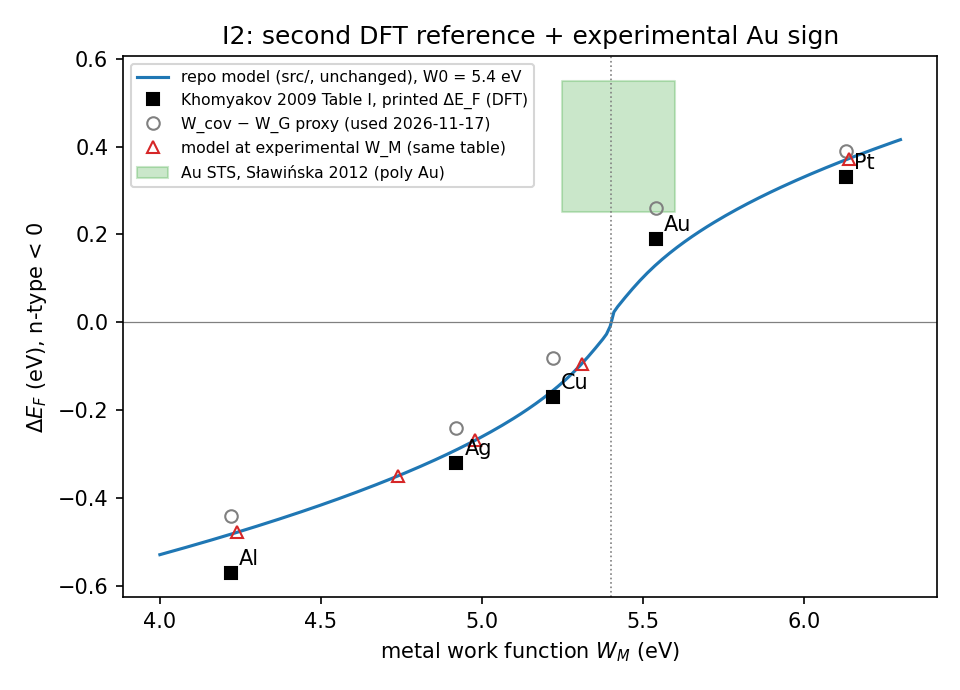 I2: second DFT reference + experimental Au sign
repo model (src/, unchanged), W0 = 5.4 eV
Khomyakov 2009 Table I, printed ΔE_F (DFT)
W_cov − W_G proxy (used 2026-11-17)
model at experimental W_M (same table)
Au STS, Sławińska 2012 (poly Au)
0.6
0.4
0.2
0.0
−0.2
−0.4
−0.6
ΔE_F (eV), n-type < 0
Pt
Au
Cu
Ag
Al
4.0 4.5 5.0 5.5 6.0
metal work function W_M (eV)